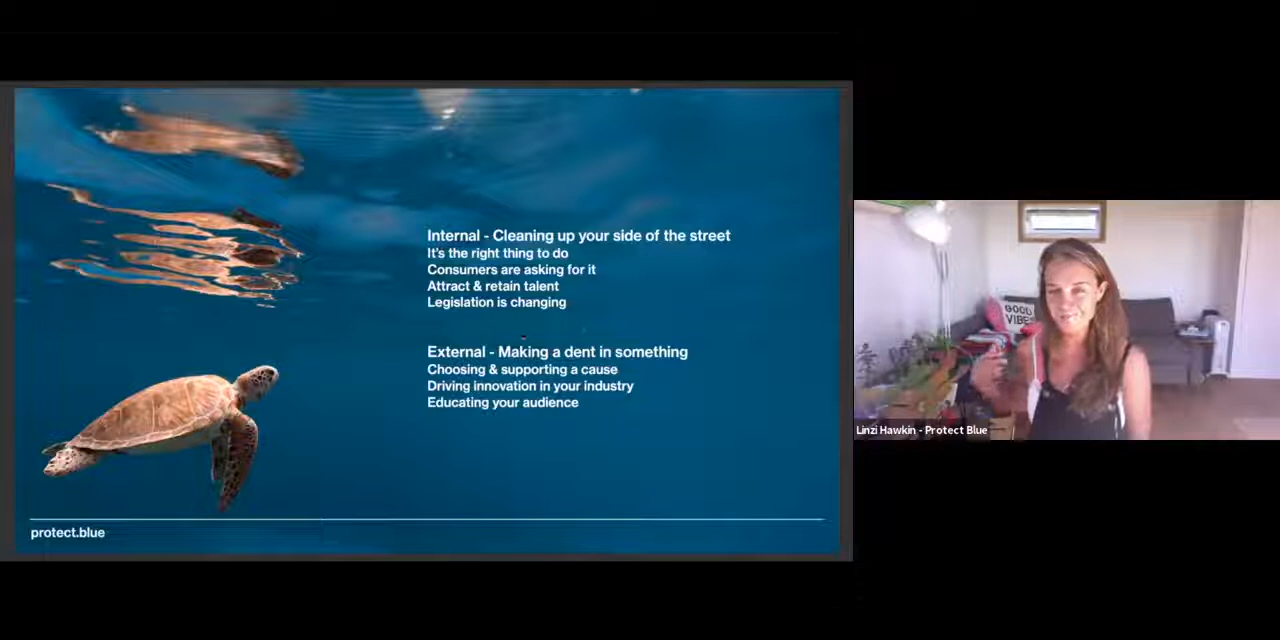 Internal - Cleaning up your side of the street
It's the right thing to do
Consumers are asking for it
Attract & retain talent
Legislation is changing
External - Making a dent in something
Choosing & supporting a cause
Driving innovation in your industry
Educating your audience
protect.blue
GOOD
VIBES
Linzi Hawkin - Protect Blue